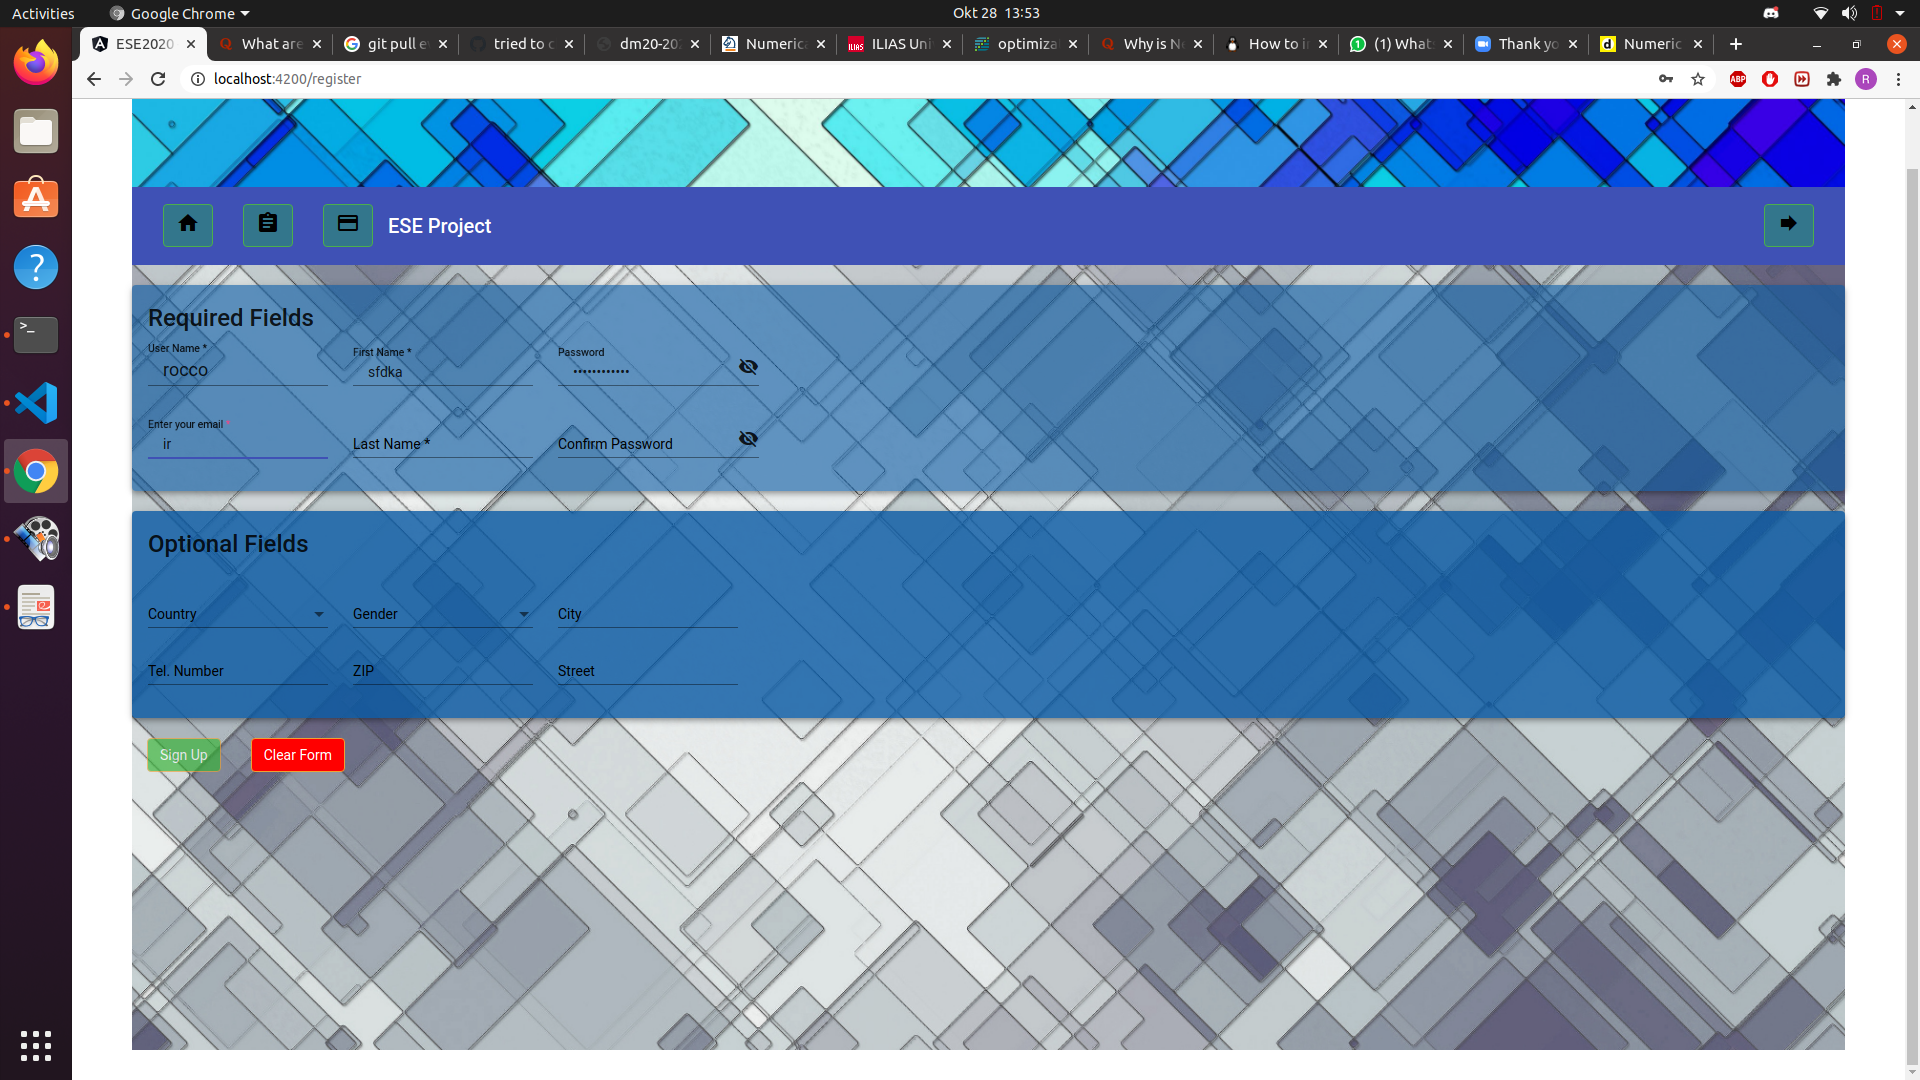 Activities Google Chrome Okt 28 13:53
ESE2020 What are git pull e tried to c dm20-20 Numeric ILIAS Uni optimiza Why is N How to i (1) What Thank yo Numeric
localhost:4200/register ABP R
ESE Project
Required Fields
User Name * First Name * Password
rocco sfdka ••••••••••••
Enter your email *
ir Last Name * Confirm Password
Optional Fields
Country Gender City
Tel. Number ZIP Street
Sign Up Clear Form